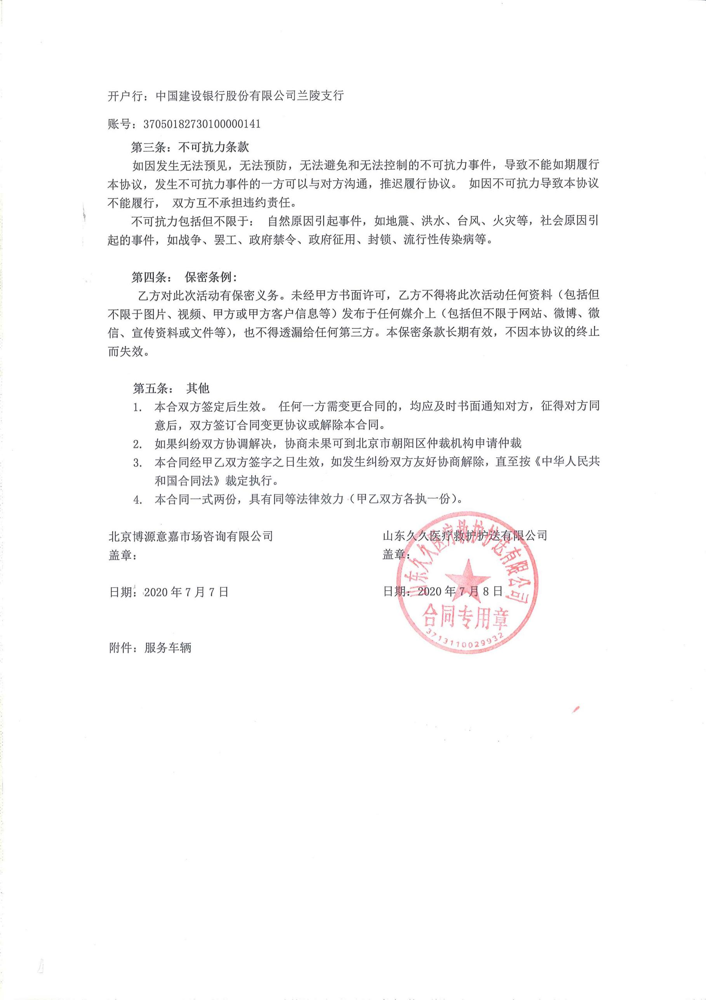 开户行：中国建设银行股份有限公司兰陵支行
账号：37050182730100000141
第三条：不可抗力条款
如因发生无法预见，无法预防，无法避免和无法控制的不可抗力事件，导致不能如期履行
本协议，发生不可抗力事件的一方可以与对方沟通，推迟履行协议。 如因不可抗力导致本协议
不能履行， 双方互不承担违约责任。
不可抗力包括但不限于： 自然原因引起事件，如地震、洪水、台风、火灾等，社会原因引
起的事件，如战争、罢工、政府禁令、政府征用、封锁、流行性传染病等。
第四条： 保密条例：
乙方对此次活动有保密义务。未经甲方书面许可，乙方不得将此次活动任何资料（包括但
不限于图片、视频、甲方或甲方客户信息等）发布于任何媒介上（包括但不限于网站、微博、微
信、宣传资料或文件等），也不得透漏给任何第三方。本保密条款长期有效，不因本协议的终止
而失效。
第五条： 其他
1. 本合双方签定后生效。 任何一方需变更合同的，均应及时书面通知对方，征得对方同
意后，双方签订合同变更协议或解除本合同。
2. 如果纠纷双方协调解决，协商未果可到北京市朝阳区仲裁机构申请仲裁
3. 本合同经甲乙双方签字之日生效，如发生纠纷双方友好协商解除，直至按《中华人民共
和国合同法》裁定执行。
4. 本合同一式两份，具有同等法律效力（甲乙双方各执一份）。
北京博源意嘉市场咨询有限公司 山东久久医疗救护护送有限公司
盖章： 盖章：
日期：2020 年 7 月 7 日 日期：2020 年 7 月 8 日
山东久久医疗救护护送有限公司
合同专用章
3713110029932
附件：服务车辆